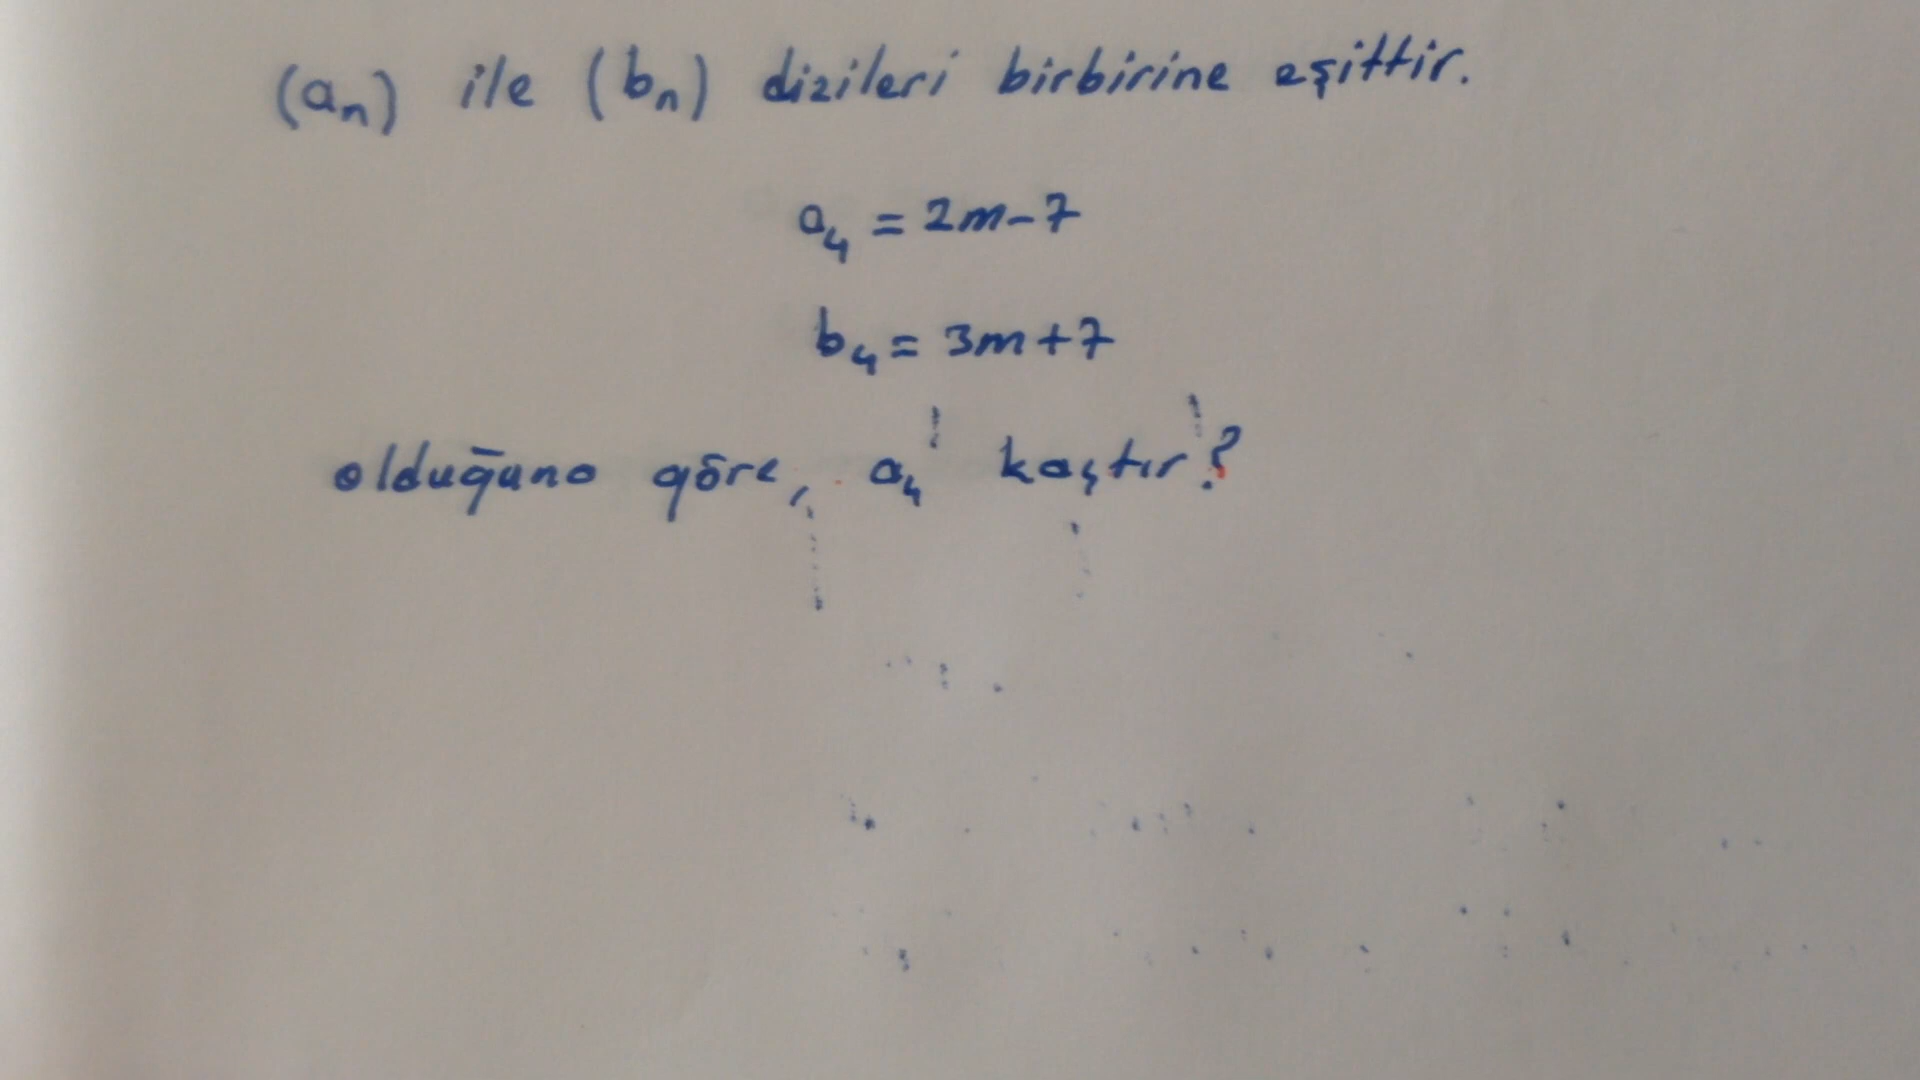 (aₙ) ile (bₙ) dizileri birbirine eşittir.
a₄ = 2m-7
b₄ = 3m+7
olduğuna göre, a₄ kaçtır?